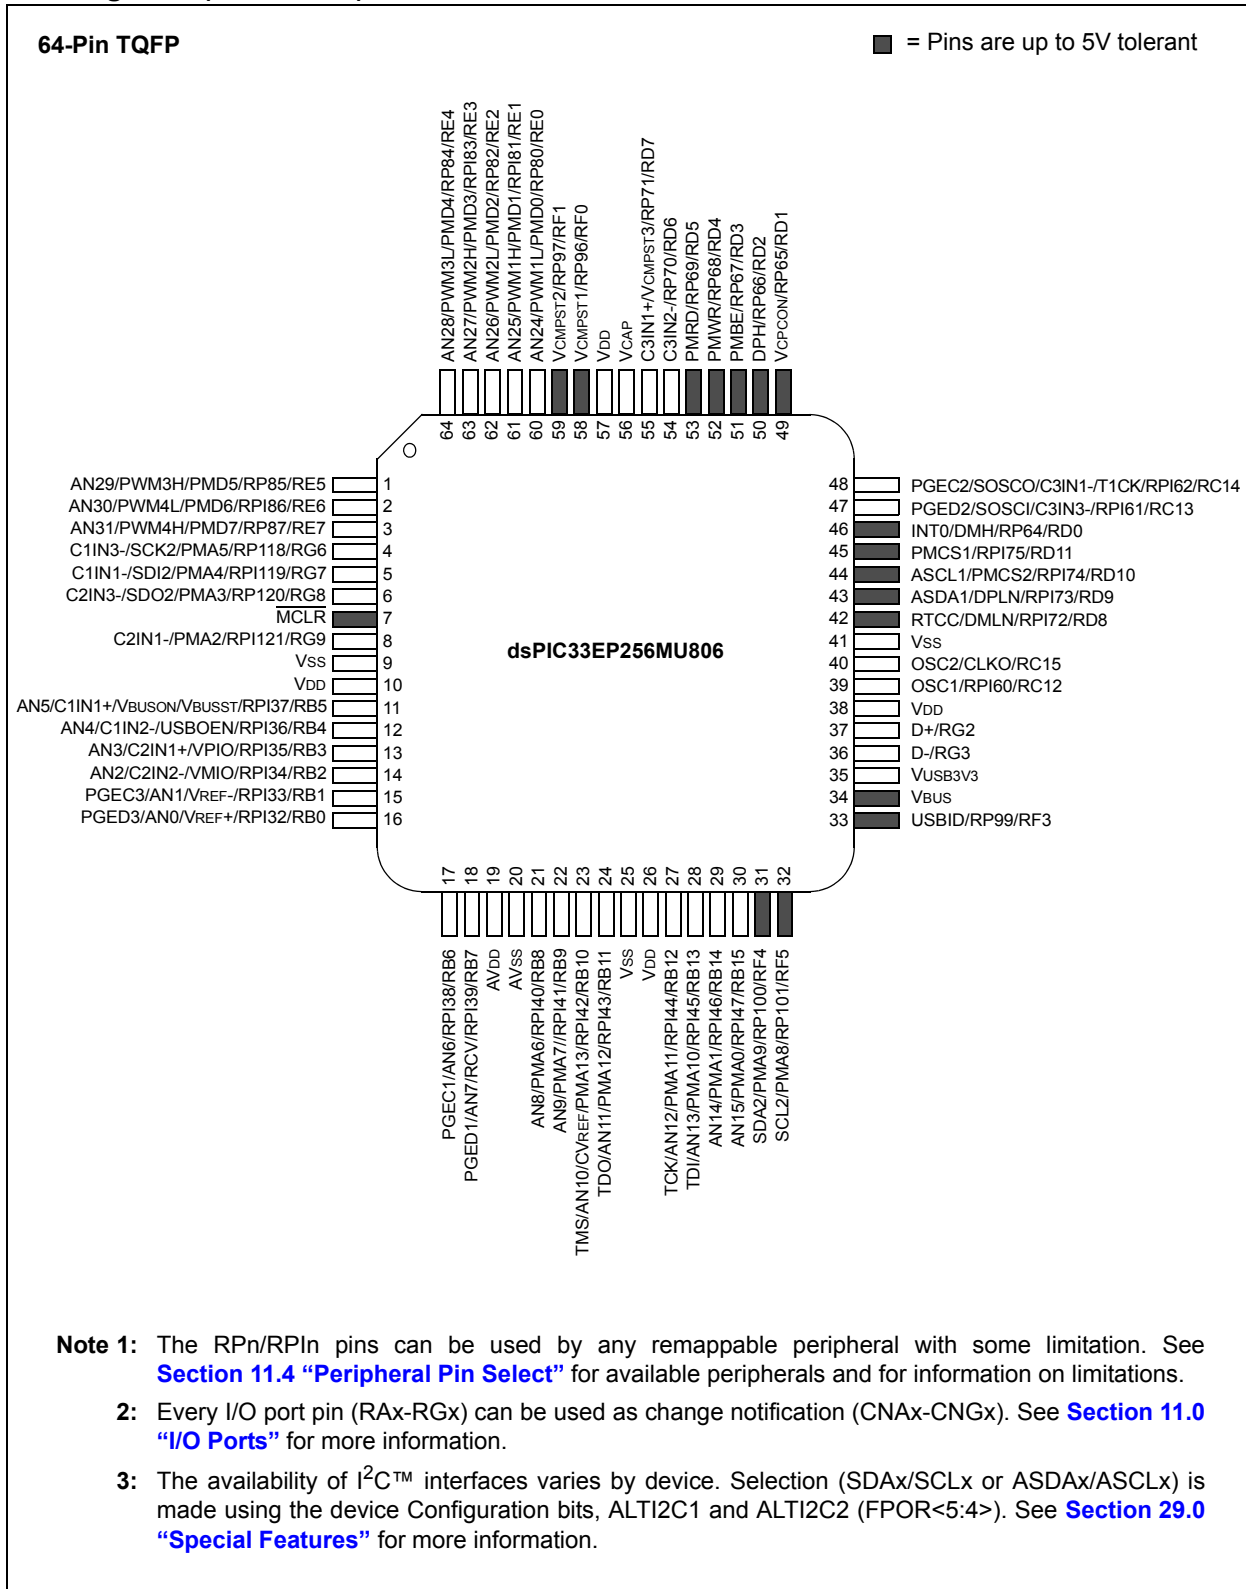 64-Pin TQFP
= Pins are up to 5V tolerant
AN28/PWM3L/PMD4/RP84/RE4
AN27/PWM2H/PMD3/RPI83/RE3
AN26/PWM2L/PMD2/RP82/RE2
AN25/PWM1H/PMD1/RPI81/RE1
AN24/PWM1L/PMD0/RP80/RE0
VCMPST2/RP97/RF1
VCMPST1/RP96/RF0
VDD
VCAP
C3IN1+/VCMPST3/RP71/RD7
C3IN2-/RP70/RD6
PMRD/RP69/RD5
PMWR/RP68/RD4
PMBE/RP67/RD3
DPH/RP66/RD2
VCPCON/RP65/RD1
64 63 62 61 60 59 58 57 56 55 54 53 52 51 50 49
AN29/PWM3H/PMD5/RP85/RE5 1
AN30/PWM4L/PMD6/RPI86/RE6 2
AN31/PWM4H/PMD7/RP87/RE7 3
C1IN3-/SCK2/PMA5/RP118/RG6 4
C1IN1-/SDI2/PMA4/RPI119/RG7 5
C2IN3-/SDO2/PMA3/RP120/RG8 6
MCLR 7
C2IN1-/PMA2/RPI121/RG9 8
VSS 9
VDD 10
AN5/C1IN1+/VBUSON/VBUSST/RPI37/RB5 11
AN4/C1IN2-/USBOEN/RPI36/RB4 12
AN3/C2IN1+/VPIO/RPI35/RB3 13
AN2/C2IN2-/VMIO/RPI34/RB2 14
PGEC3/AN1/VREF-/RPI33/RB1 15
PGED3/AN0/VREF+/RPI32/RB0 16
dsPIC33EP256MU806
48 PGEC2/SOSCO/C3IN1-/T1CK/RPI62/RC14
47 PGED2/SOSCI/C3IN3-/RPI61/RC13
46 INT0/DMH/RP64/RD0
45 PMCS1/RPI75/RD11
44 ASCL1/PMCS2/RPI74/RD10
43 ASDA1/DPLN/RPI73/RD9
42 RTCC/DMLN/RPI72/RD8
41 VSS
40 OSC2/CLKO/RC15
39 OSC1/RPI60/RC12
38 VDD
37 D+/RG2
36 D-/RG3
35 VUSB3V3
34 VBUS
33 USBID/RP99/RF3
17 18 19 20 21 22 23 24 25 26 27 28 29 30 31 32
PGEC1/AN6/RPI38/RB6
PGED1/AN7/RCV/RPI39/RB7
AVDD
AVSS
AN8/PMA6/RPI40/RB8
AN9/PMA7//RPI41/RB9
TMS/AN10/CVREF/PMA13/RPI42/RB10
TDO/AN11/PMA12/RPI43/RB11
VSS
VDD
TCK/AN12/PMA11/RPI44/RB12
TDI/AN13/PMA10/RPI45/RB13
AN14/PMA1/RPI46/RB14
AN15/PMA0/RPI47/RB15
SDA2/PMA9/RP100/RF4
SCL2/PMA8/RP101/RF5
Note 1: The RPn/RPIn pins can be used by any remappable peripheral with some limitation. See
Section 11.4 “Peripheral Pin Select” for available peripherals and for information on limitations.
2: Every I/O port pin (RAx-RGx) can be used as change notification (CNAx-CNGx). See Section 11.0
“I/O Ports” for more information.
3: The availability of I²C™ interfaces varies by device. Selection (SDAx/SCLx or ASDAx/ASCLx) is
made using the device Configuration bits, ALTI2C1 and ALTI2C2 (FPOR<5:4>). See Section 29.0
“Special Features” for more information.